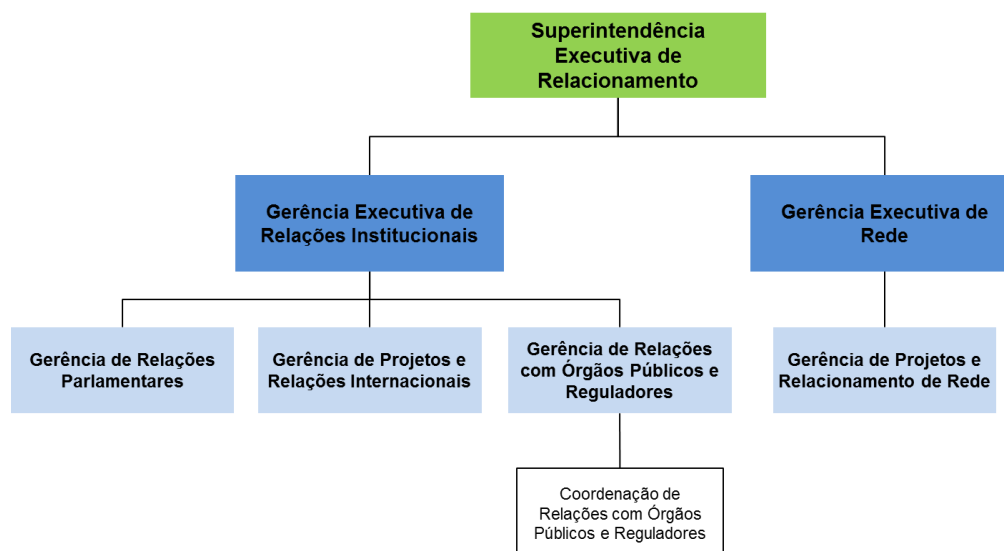 Superintendência
Executiva de
Relacionamento
Gerência Executiva de
Relações Institucionais
Gerência Executiva de
Rede
Gerência de Relações
Parlamentares
Gerência de Projetos e
Relações Internacionais
Gerência de Relações
com Órgãos Públicos e
Reguladores
Gerência de Projetos e
Relacionamento de Rede
Coordenação de
Relações com Órgãos
Públicos e Reguladores